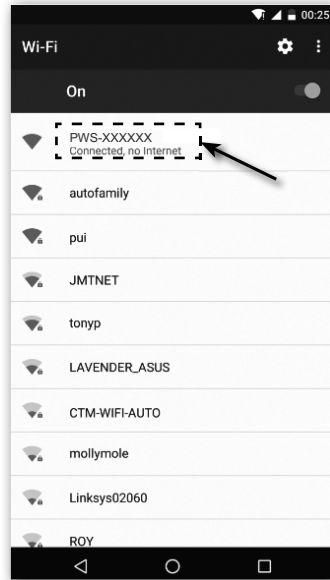 00:25
Wi-Fi
On
PWS-XXXXXX
Connected, no Internet
autofamily
pui
JMTNET
tonyp
LAVENDER_ASUS
CTM-WIFI-AUTO
mollymole
Linksys02060
ROY